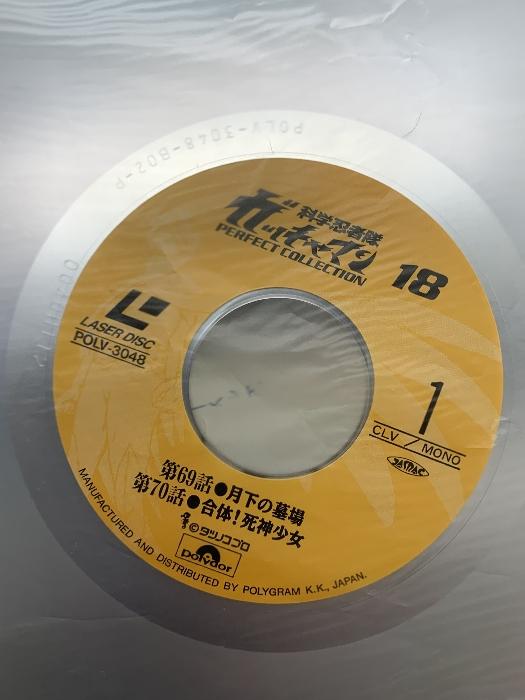 POLV-3048-B02-P
科学忍者隊
ガッチャマン
PERFECT COLLECTION
18
LASER DISC
POLV-3048
1
CLV / MONO
JASRAC
第69話●月下の墓場
第70話●合体!死神少女
©タツノコプロ
polydor
MANUFACTURED AND DISTRIBUTED BY POLYGRAM K.K., JAPAN.